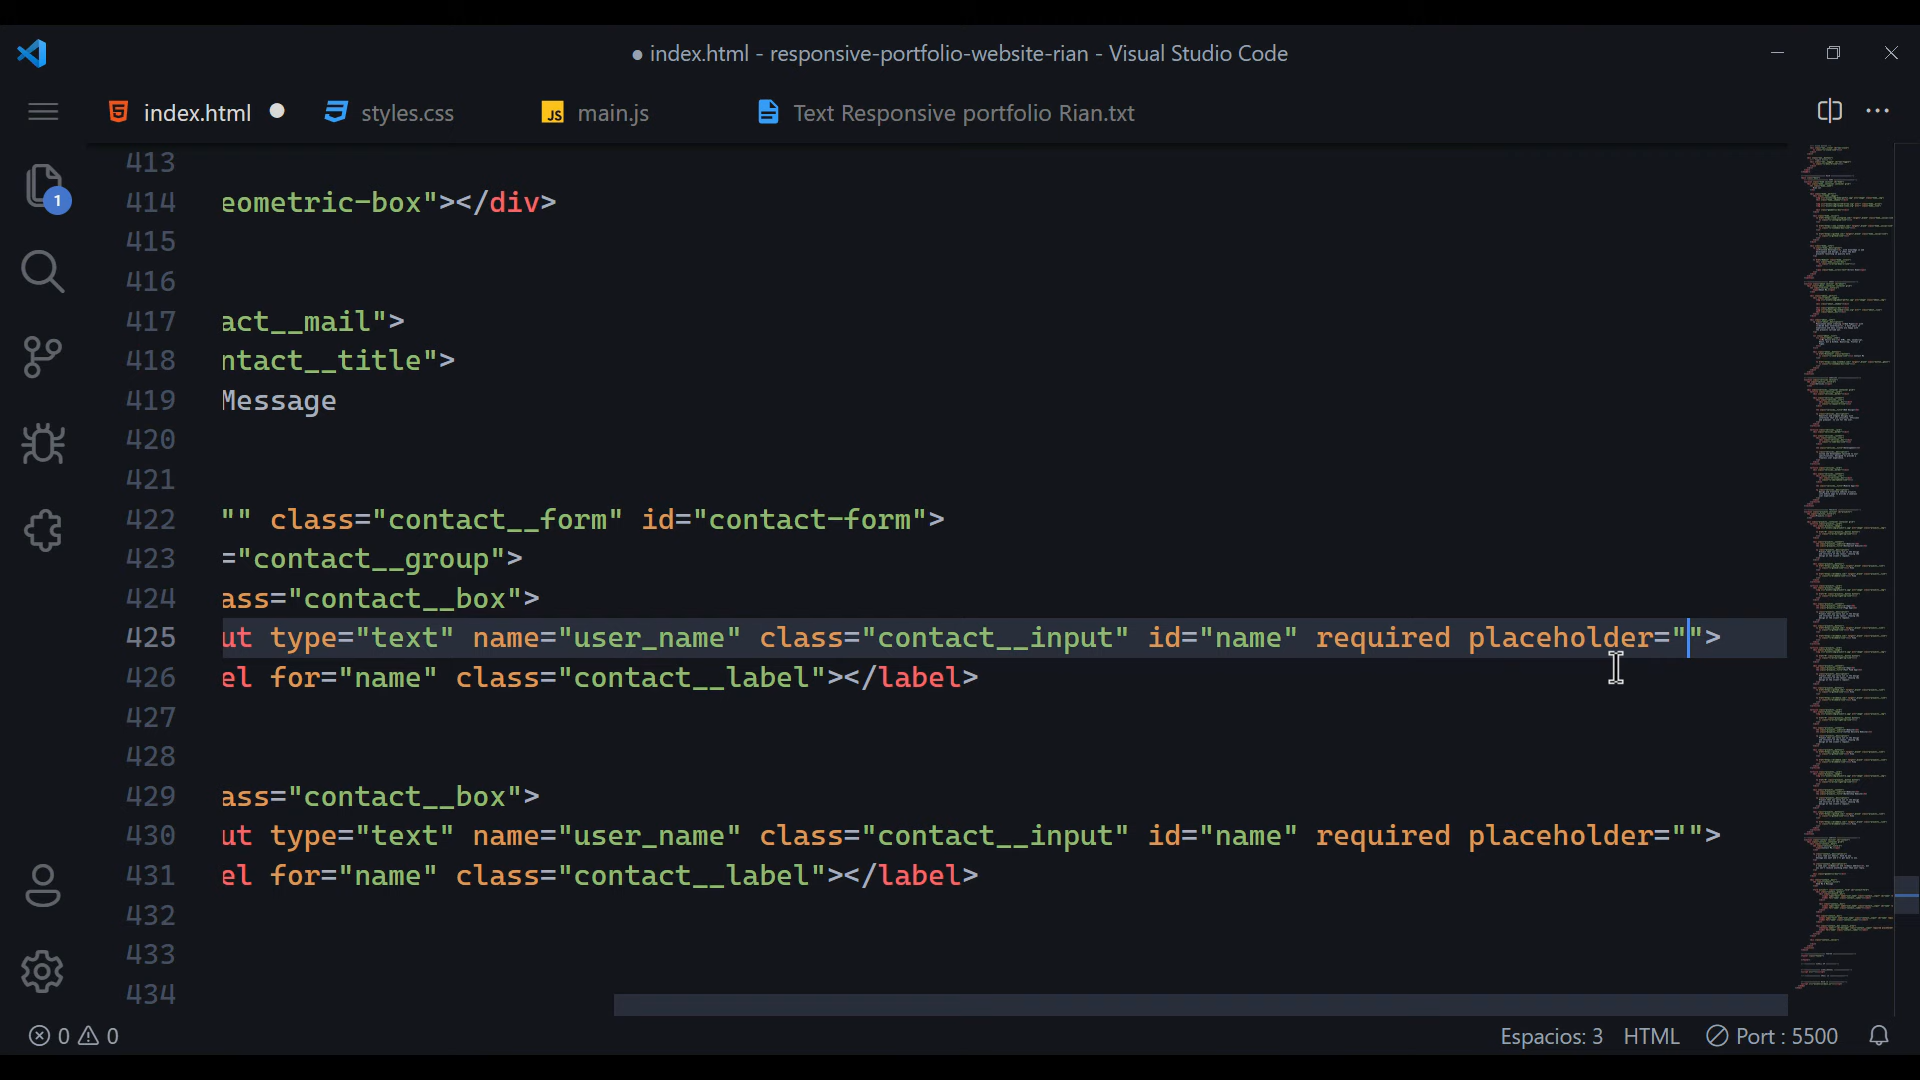 ● index.html - responsive-portfolio-website-rian - Visual Studio Code
index.html ● styles.css JS main.js Text Responsive portfolio Rian.txt
413
414 eometric-box"></div>
415
416
417 act__mail">
418 ntact__title">
419 Message
420
421
422 "" class="contact__form" id="contact-form">
423 ="contact__group">
424 ass="contact__box">
425 ut type="text" name="user_name" class="contact__input" id="name" required placeholder="">
426 el for="name" class="contact__label"></label>
427
428
429 ass="contact__box">
430 ut type="text" name="user_name" class="contact__input" id="name" required placeholder="">
431 el for="name" class="contact__label"></label>
432
433
434
1
0 0 Espacios: 3 HTML Port : 5500